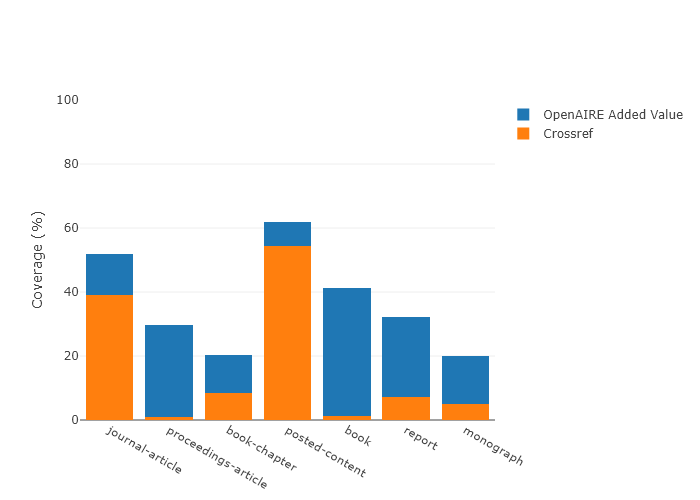 100
80
60
40
20
0
Coverage (%)
journal-article
proceedings-article
book-chapter
posted-content
book
report
monograph
OpenAIRE Added Value
Crossref